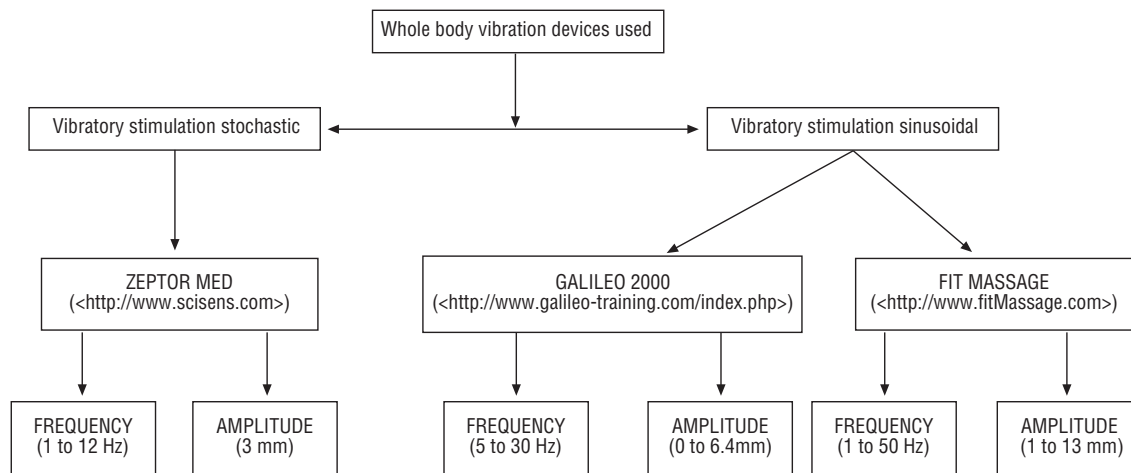 Whole body vibration devices used
Vibratory stimulation stochastic
Vibratory stimulation sinusoidal
ZEPTOR MED
(<http://www.scisens.com>)
GALILEO 2000
(<http://www.galileo-training.com/index.php>)
FIT MASSAGE
(<http://www.fitMassage.com>)
FREQUENCY
(1 to 12 Hz)
AMPLITUDE
(3 mm)
FREQUENCY
(5 to 30 Hz)
AMPLITUDE
(0 to 6.4mm)
FREQUENCY
(1 to 50 Hz)
AMPLITUDE
(1 to 13 mm)